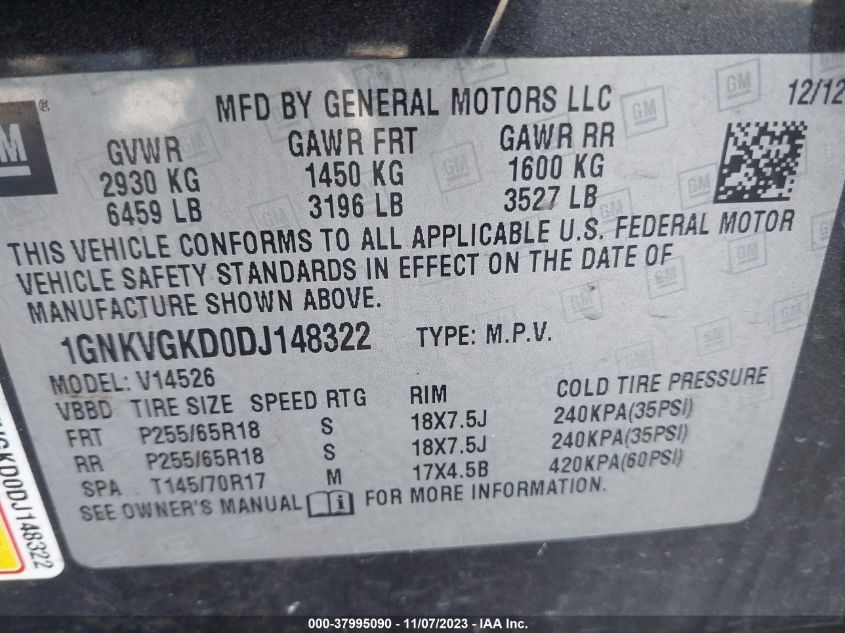 MFD BY GENERAL MOTORS LLC 12/12
GM ®
GVWR GAWR FRT GAWR RR
2930 KG 1450 KG 1600 KG
6459 LB 3196 LB 3527 LB
THIS VEHICLE CONFORMS TO ALL APPLICABLE U.S. FEDERAL MOTOR
VEHICLE SAFETY STANDARDS IN EFFECT ON THE DATE OF
MANUFACTURE SHOWN ABOVE.
1GNKVGKD0DJ148322 TYPE: M.P.V.
MODEL: V14526
VBBD TIRE SIZE SPEED RTG RIM COLD TIRE PRESSURE
FRT P255/65R18 S 18X7.5J 240KPA(35PSI)
RR P255/65R18 S 18X7.5J 240KPA(35PSI)
SPA T145/70R17 M 17X4.5B 420KPA(60PSI)
SEE OWNER'S MANUAL i FOR MORE INFORMATION.
GKD0DJ148322
000-37995090 - 11/07/2023 - IAA Inc.